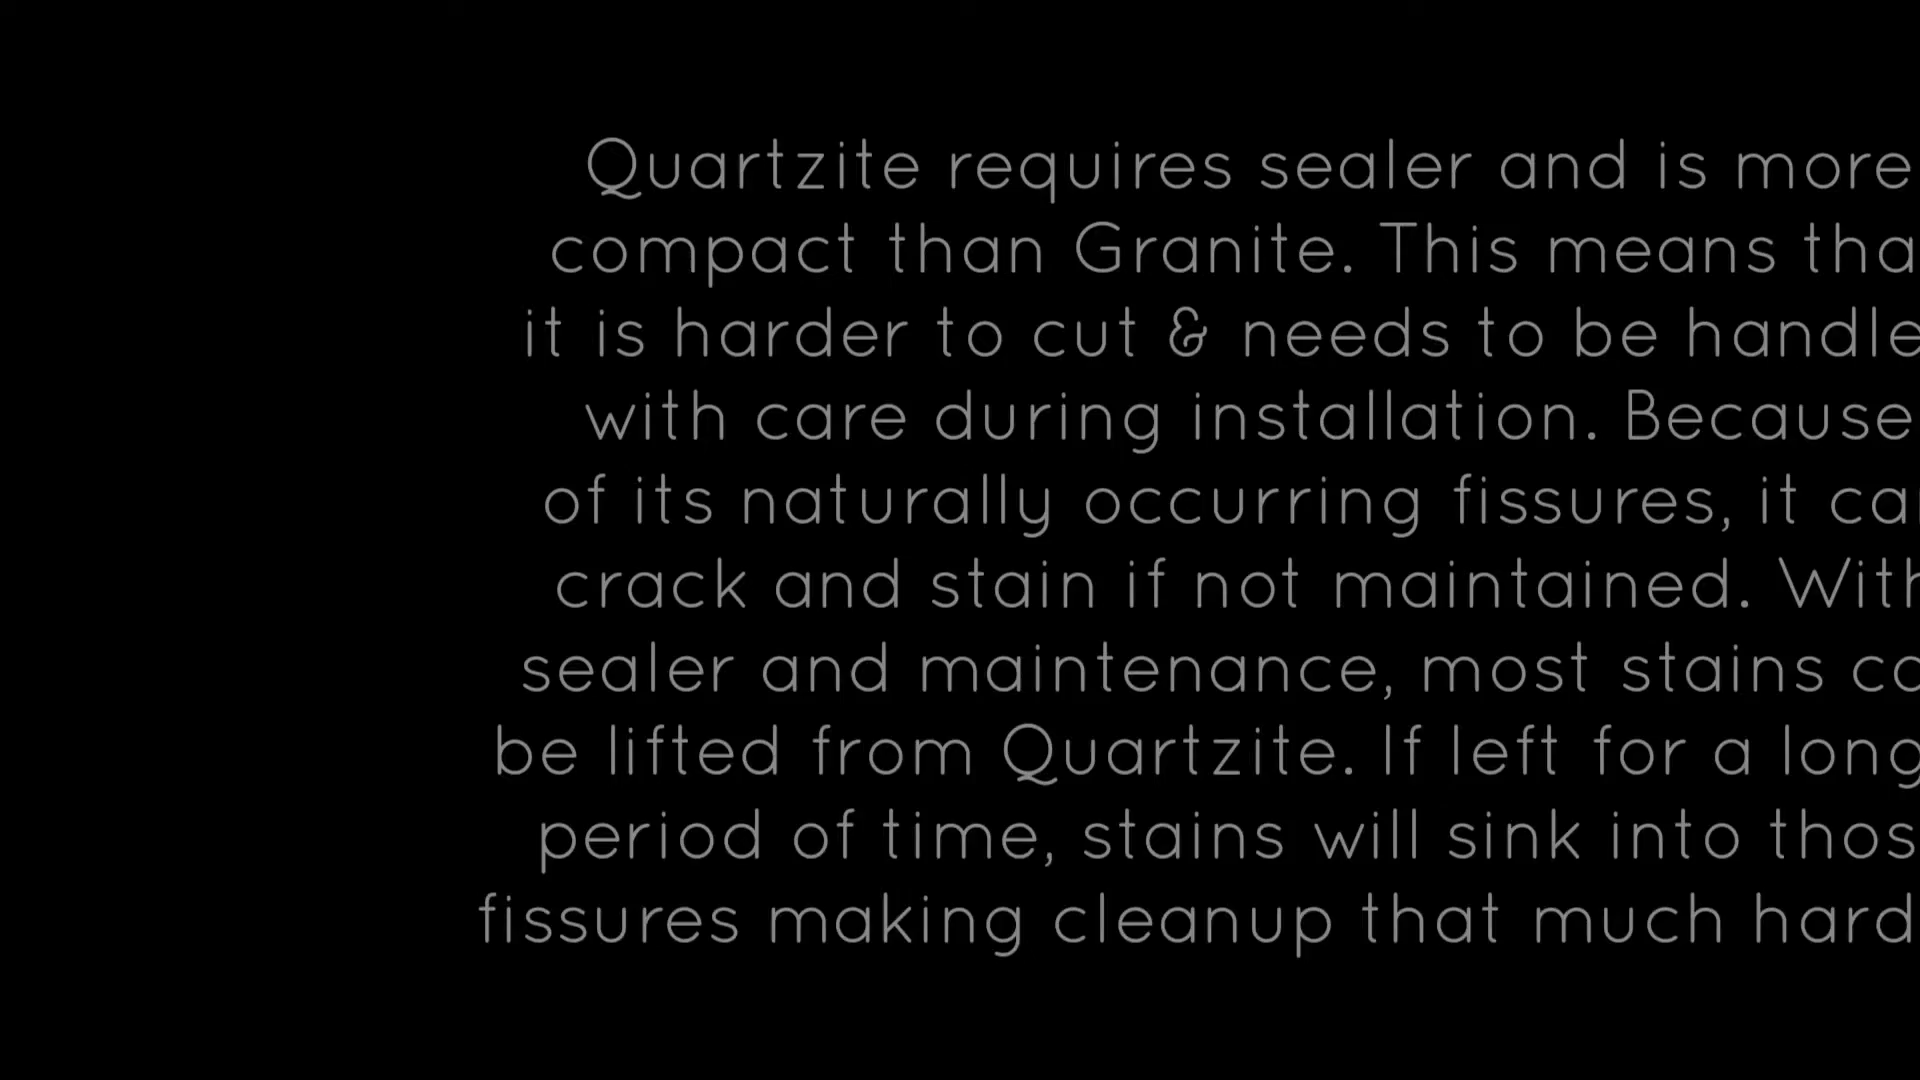 Quartzite requires sealer and is more
compact than Granite. This means tha
it is harder to cut & needs to be handle
with care during installation. Because
of its naturally occurring fissures, it ca
crack and stain if not maintained. With
sealer and maintenance, most stains ca
be lifted from Quartzite. If left for a long
period of time, stains will sink into thos
fissures making cleanup that much hard